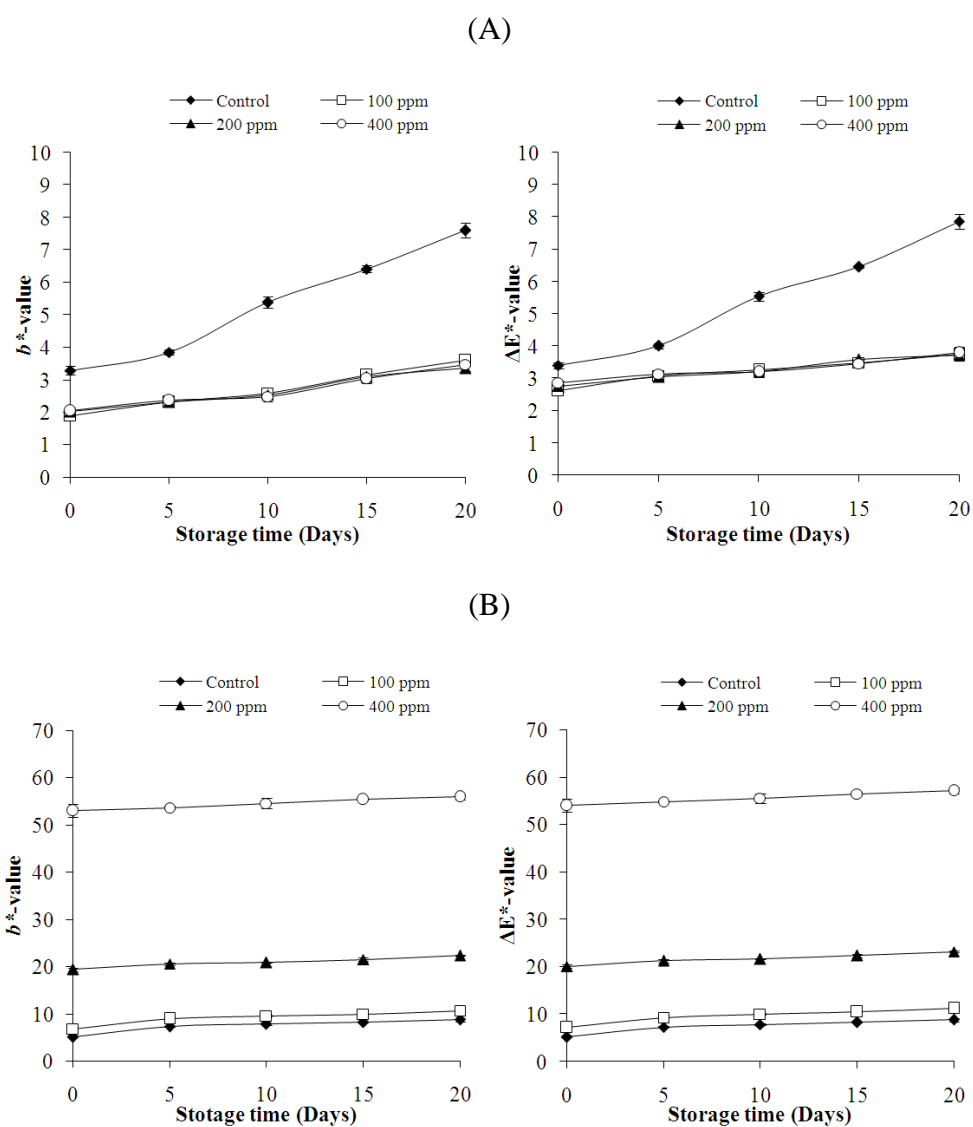 (A)
Control 100 ppm
200 ppm 400 ppm
10
9
8
7
6
5
4
3
2
1
0
b*-value
0 5 10 15 20
Storage time (Days)
Control 100 ppm
200 ppm 400 ppm
10
9
8
7
6
5
4
3
2
1
0
ΔE*-value
0 5 10 15 20
Storage time (Days)
(B)
Control 100 ppm
200 ppm 400 ppm
70
60
50
40
30
20
10
0
b*-value
0 5 10 15 20
Stotage time (Days)
Control 100 ppm
200 ppm 400 ppm
70
60
50
40
30
20
10
0
ΔE*-value
0 5 10 15 20
Storage time (Days)